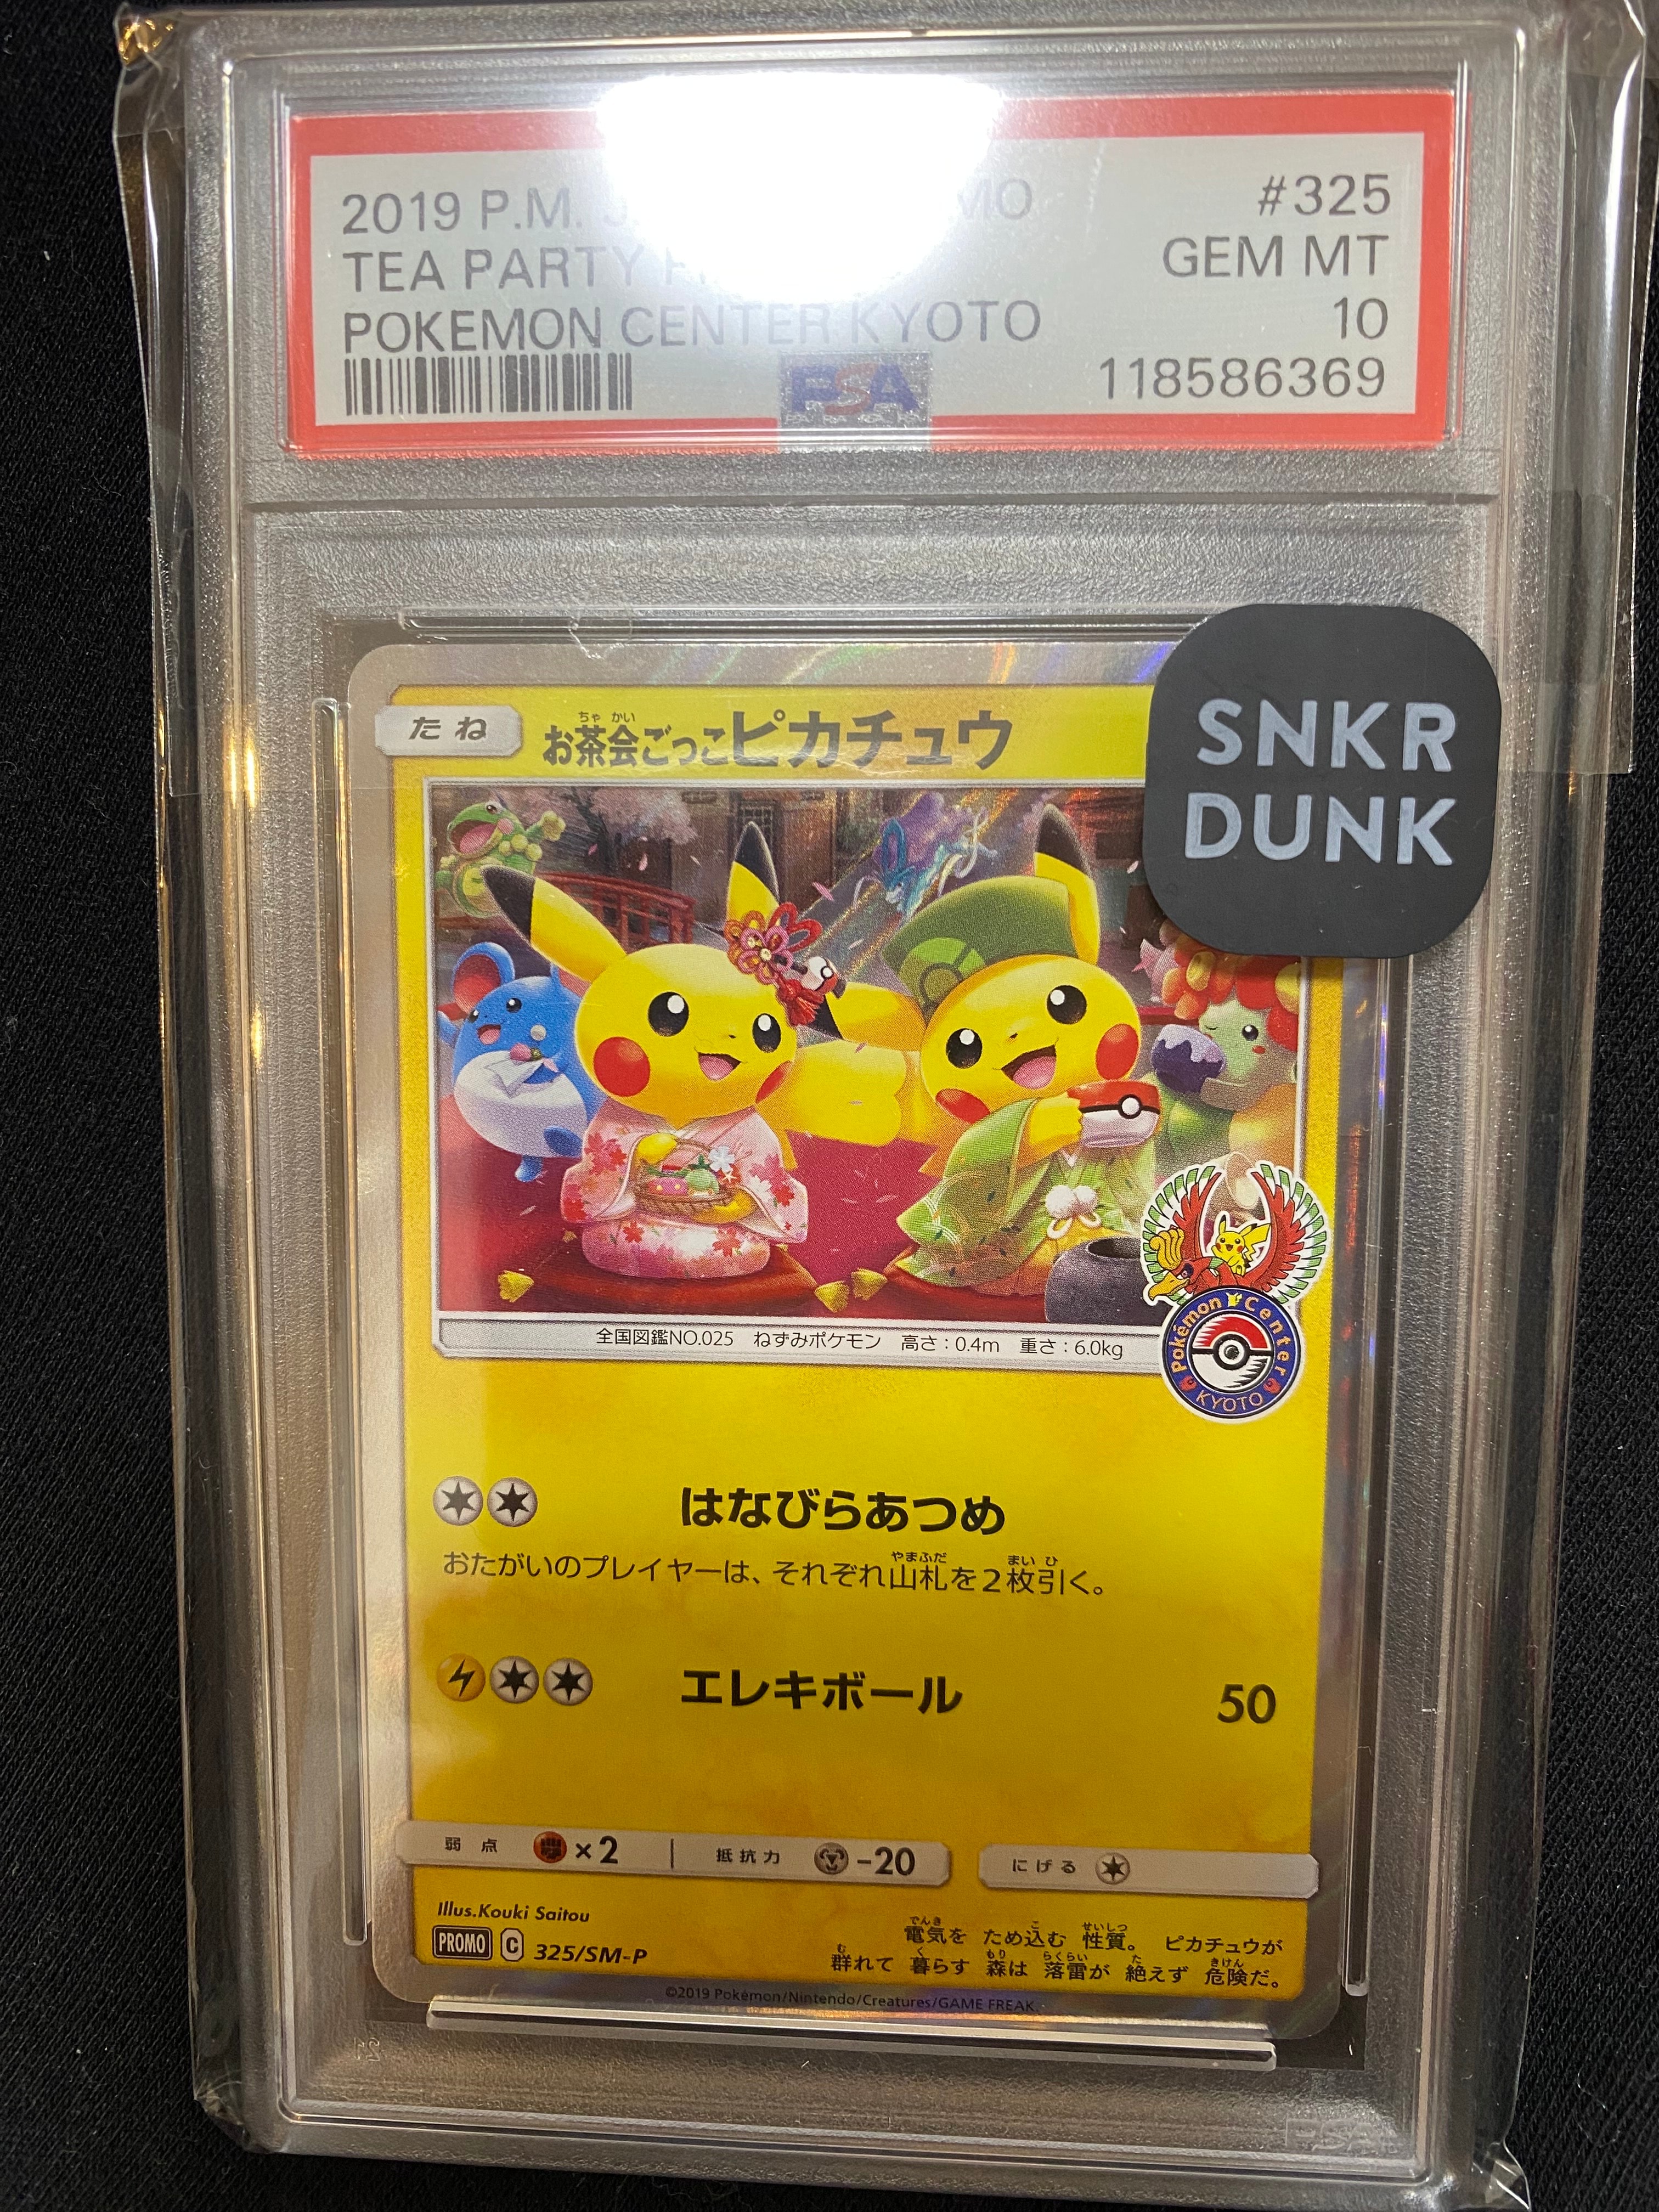 2019 P.M. MO #325
TEA PARTY GEM MT
POKEMON CENTER KYOTO 10
PSA 118586369
SNKR
DUNK
たね
ちゃ かい
お茶会ごっこピカチュウ
全国図鑑NO.025 ねずみポケモン 高さ:0.4m 重さ:6.0kg
Pokémon Center
KYOTO
はなびらあつめ
やまふだ まい ひ
おたがいのプレイヤーは、それぞれ山札を2枚引く。
エレキボール 50
弱点 ×2 抵抗力 -20 にげる
Illus.Kouki Saitou
PROMO C 325/SM-P
でんき こ せいしつ
電気を ため込む 性質。 ピカチュウが
む く もり らくらい た きけん
群れて 暮らす 森は 落雷が 絶えず 危険だ。
©2019 Pokémon/Nintendo/Creatures/GAME FREAK.
PSA